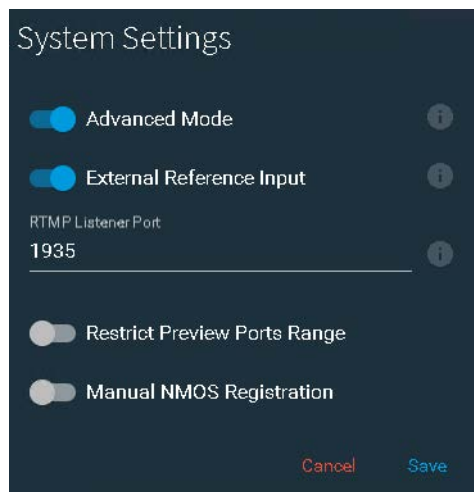 System Settings
Advanced Mode
External Reference Input
RTMP Listener Port
1935
Restrict Preview Ports Range
Manual NMOS Registration
Cancel Save